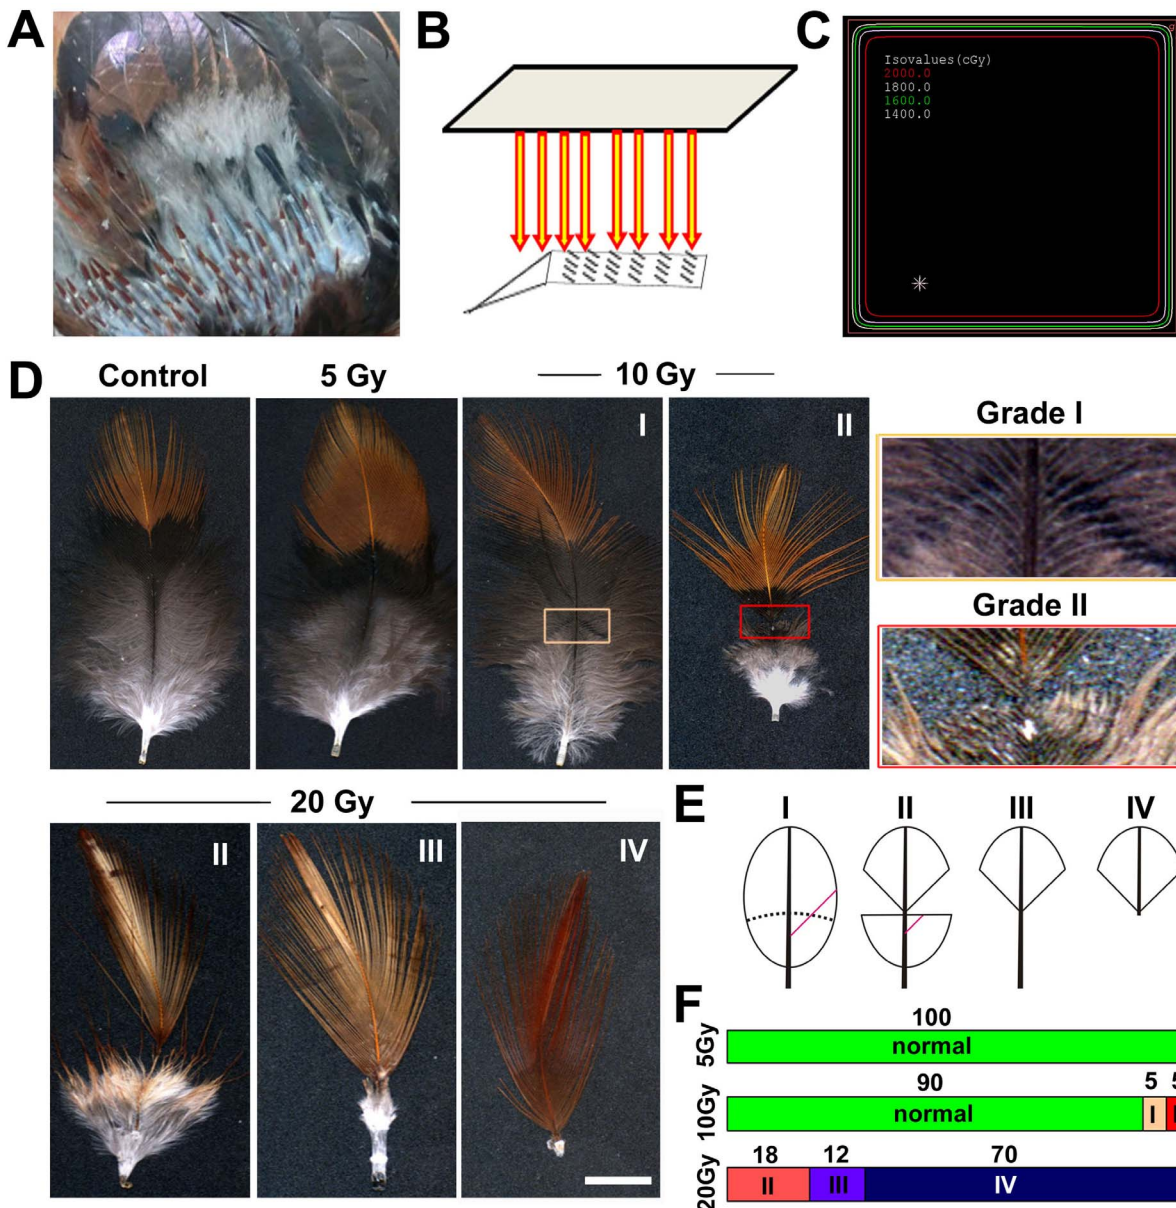 A
B
C
Isovalues(cGy)
2000.0
1800.0
1600.0
1400.0
D
Control
5 Gy
10 Gy
I
II
Grade I
Grade II
20 Gy
II
III
IV
E
I
II
III
IV
F
100
5Gy
normal
90
5
10Gy
normal
I
18
12
70
20Gy
II
III
IV